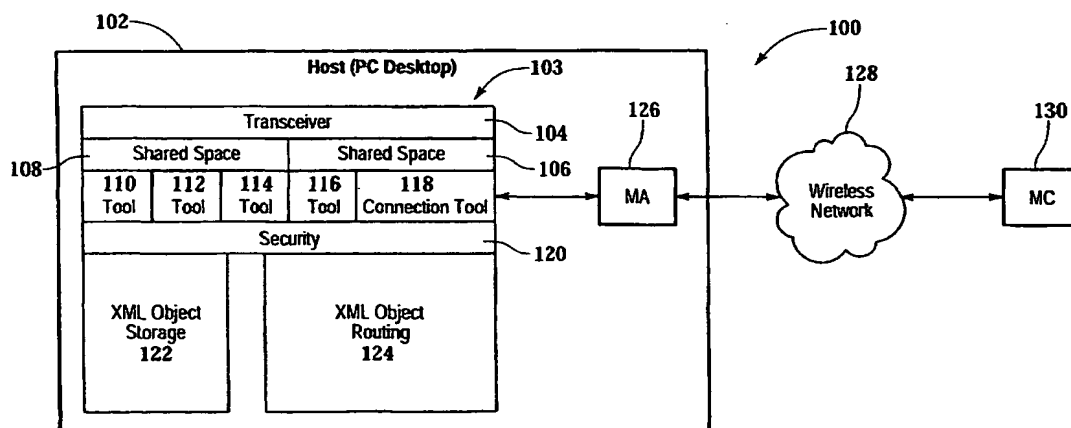 102
100
Host (PC Desktop)
103
128
126
130
Transceiver
104
108
Shared Space
Shared Space
106
110
Tool
112
Tool
114
Tool
116
Tool
118
Connection Tool
MA
Wireless
Network
MC
Security
120
XML Object
Storage
122
XML Object
Routing
124